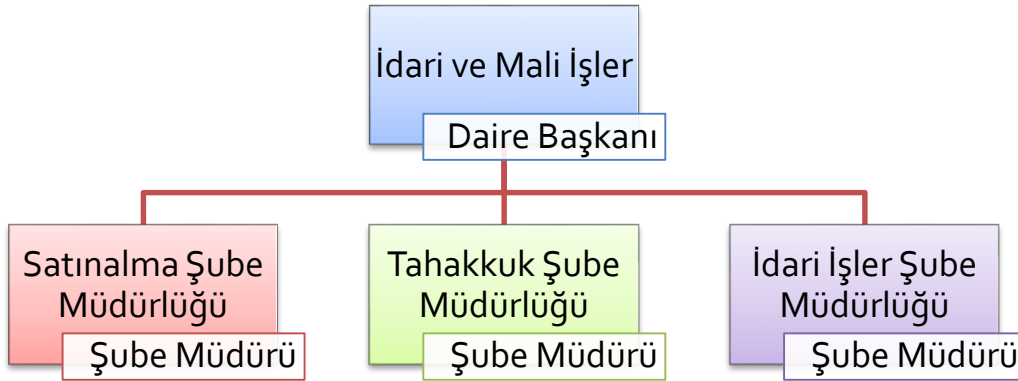 İdari ve Mali İşler
Daire Başkanı
Satınalma Şube
Müdürlüğü
Şube Müdürü
Tahakkuk Şube
Müdürlüğü
Şube Müdürü
İdari İşler Şube
Müdürlüğü
Şube Müdürü